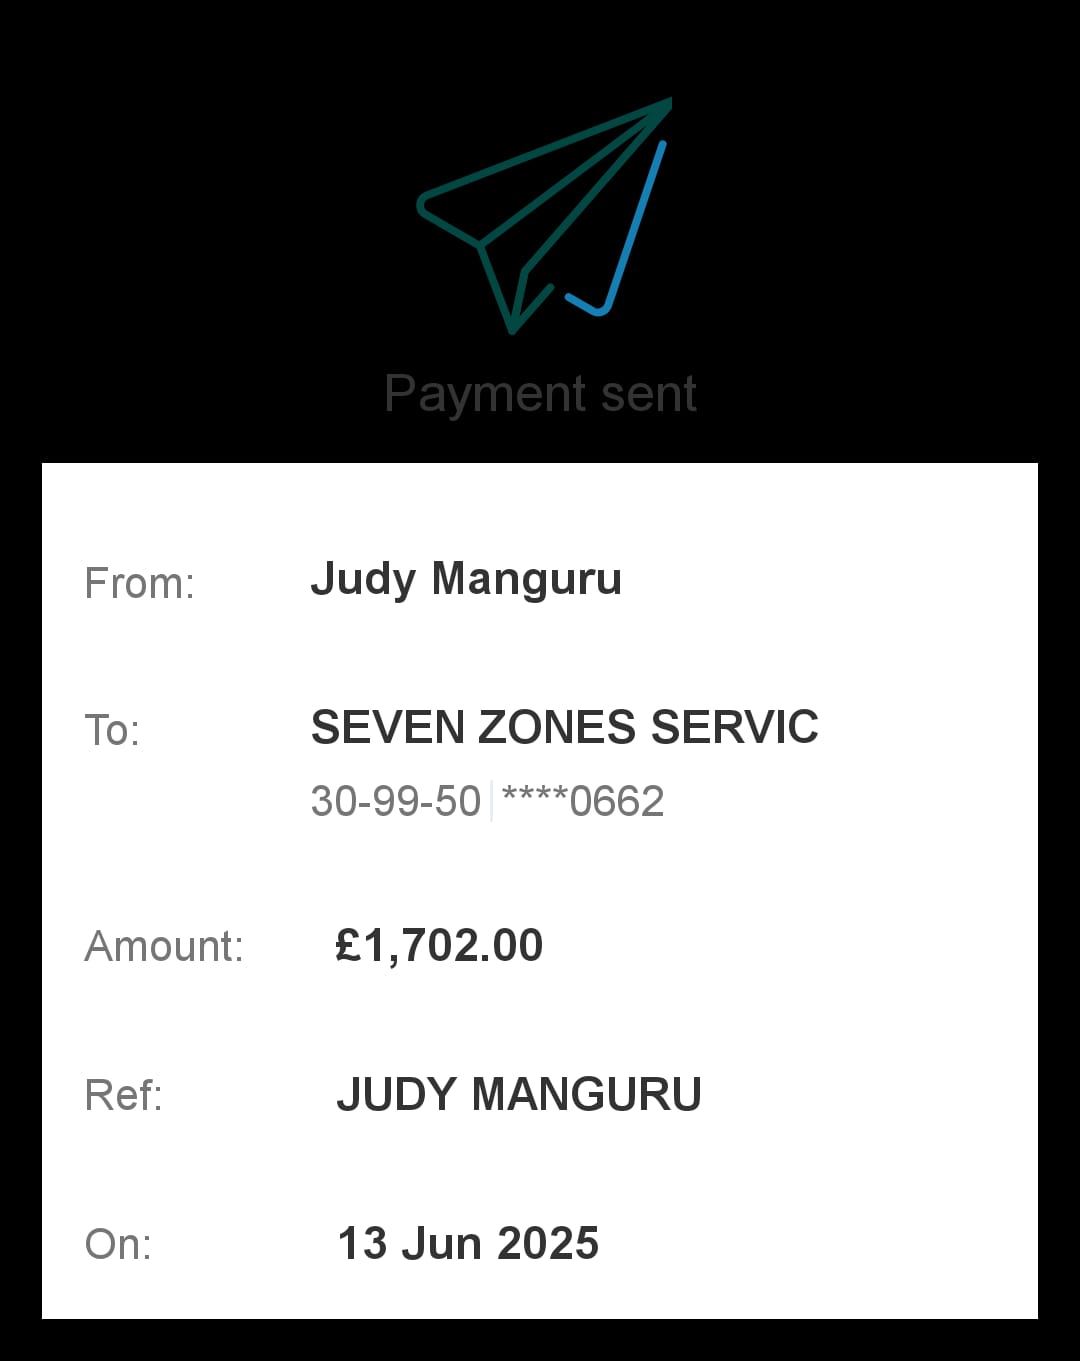 Payment sent
From: Judy Manguru
To: SEVEN ZONES SERVIC
30-99-50 ****0662
Amount: £1,702.00
Ref: JUDY MANGURU
On: 13 Jun 2025